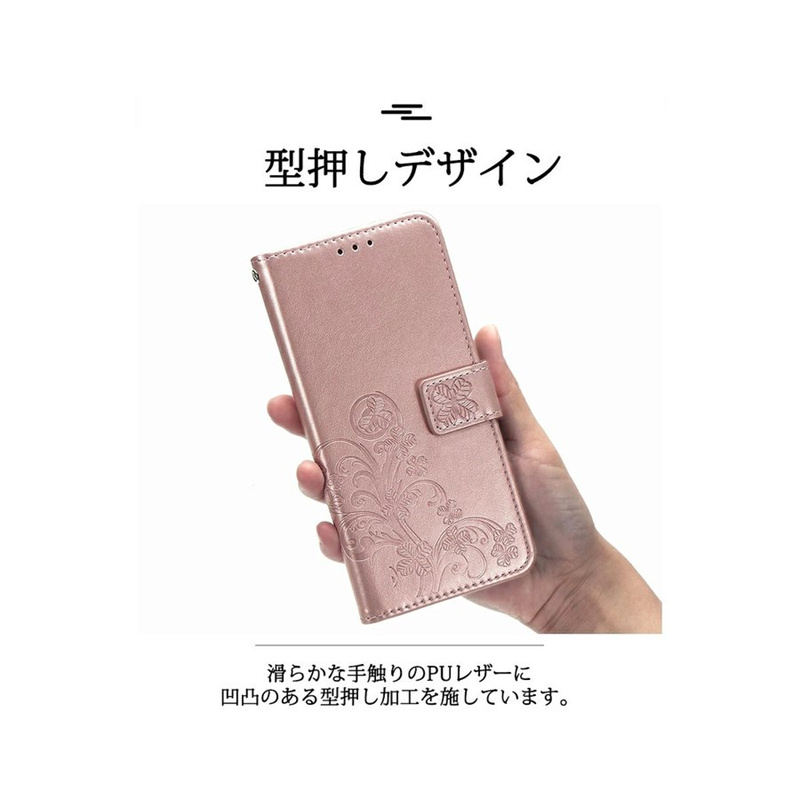 型押しデザイン
滑らかな手触りのPUレザーに
凹凸のある型押し加工を施しています。